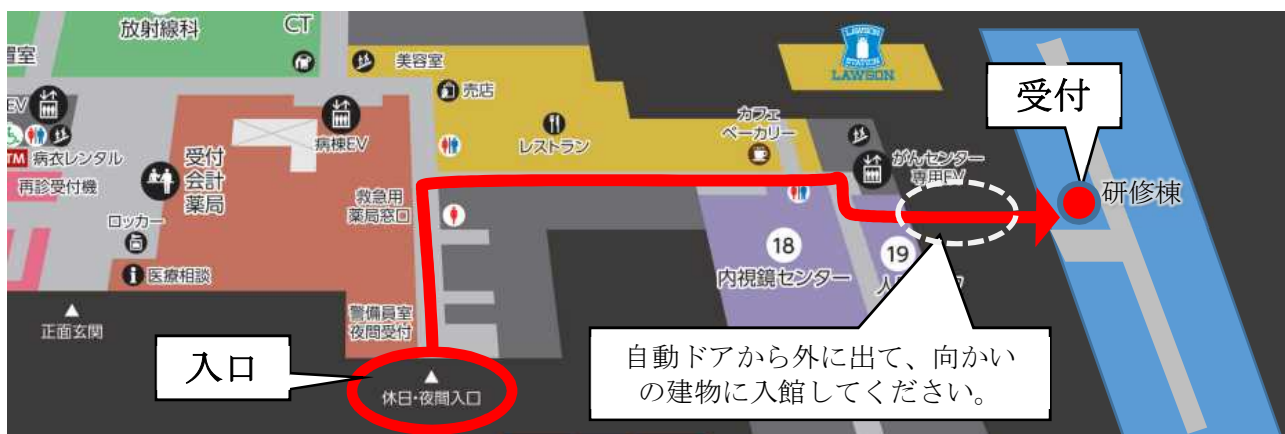 放射線科
CT
置室
美容室
LAWSON
STATION
LAWSON
受付
売店
EV
病棟EV
レストラン
カフェ
ベーカリー
TM 病衣レンタル
受付
会計
薬局
がんセンター
専用EV
再診受付機
救急用
薬局窓口
研修棟
ロッカー
18
内視鏡センター
19
人
医療相談
警備員室
夜間受付
正面玄関
入口
休日・夜間入口
自動ドアから外に出て、向かい
の建物に入館してください。